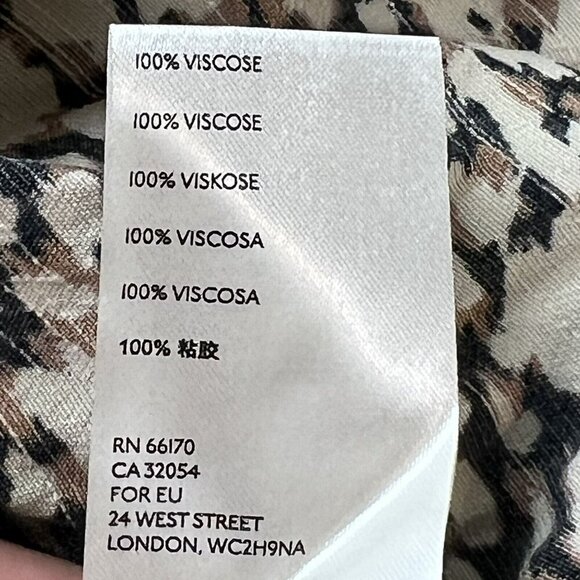 100% VISCOSE
100% VISCOSE
100% VISKOSE
100% VISCOSA
100% VISCOSA
100% 粘胶
RN 66170
CA 32054
FOR EU
24 WEST STREET
LONDON, WC2H9NA